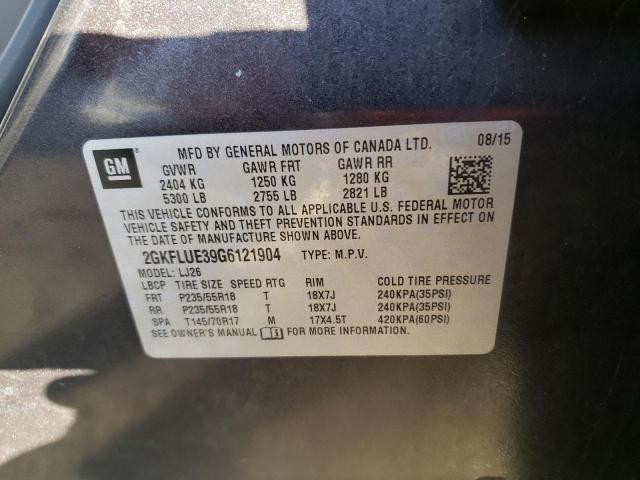 GM
MFD BY GENERAL MOTORS OF CANADA LTD. 08/15
GVWR GAWR FRT GAWR RR
2404 KG 1250 KG 1280 KG
5300 LB 2755 LB 2821 LB
THIS VEHICLE CONFORMS TO ALL APPLICABLE U.S. FEDERAL MOTOR
VEHICLE SAFETY AND THEFT PREVENTION STANDARDS IN EFFECT ON
THE DATE OF MANUFACTURE SHOWN ABOVE.
2GKFLUE39G6121904 TYPE: M.P.V.
MODEL: LJ26
LBCP TIRE SIZE SPEED RTG RIM COLD TIRE PRESSURE
FRT P235/55R18 T 18X7J 240KPA(35PSI)
RR P235/55R18 T 18X7J 240KPA(35PSI)
SPA T145/70R17 M 17X4.5T 420KPA(60PSI)
SEE OWNER'S MANUAL FOR MORE INFORMATION.